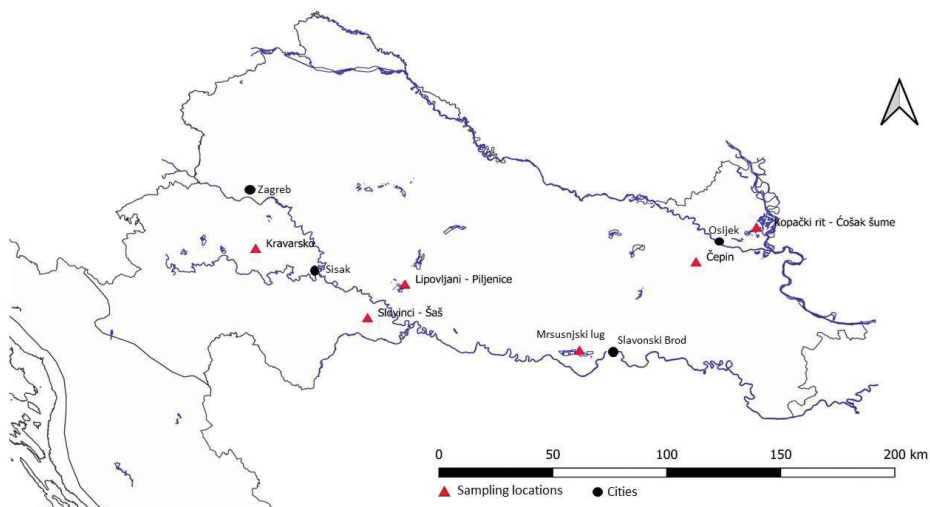 Zagreb
Kravarsko
Sisak
Lipovljani - Piljenice
Slovinci - Šaš
Kopački rit - Ćošak šume
Osijek
Čepin
Mrsusnjski lug
Slavonski Brod
0 50 100 150 200 km
Sampling locations Cities